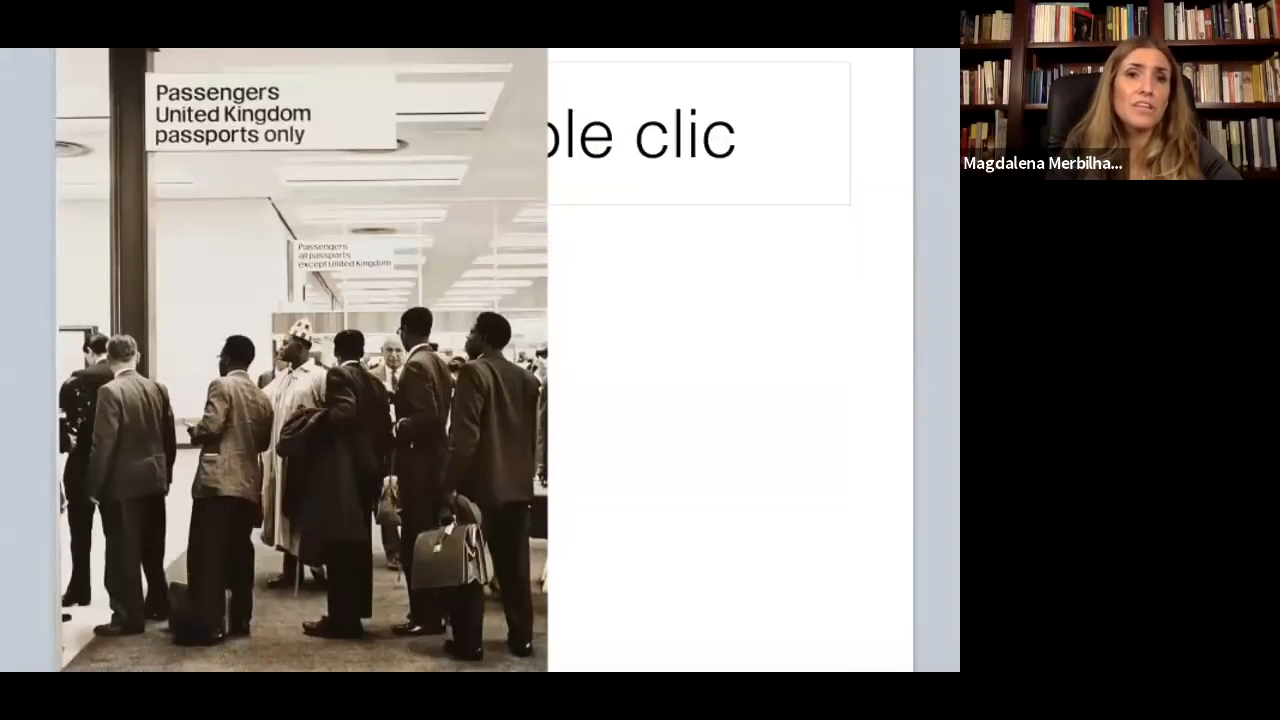 Passengers
United Kingdom
passports only
Passengers
all passports
except United Kingdom
ole clic
Magdalena Merbilha...